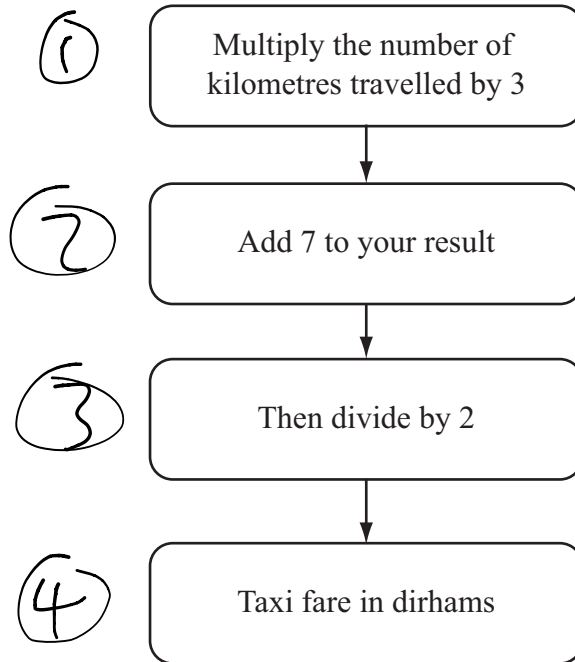 1
Multiply the number of
kilometres travelled by 3
2
Add 7 to your result
3
Then divide by 2
4
Taxi fare in dirhams